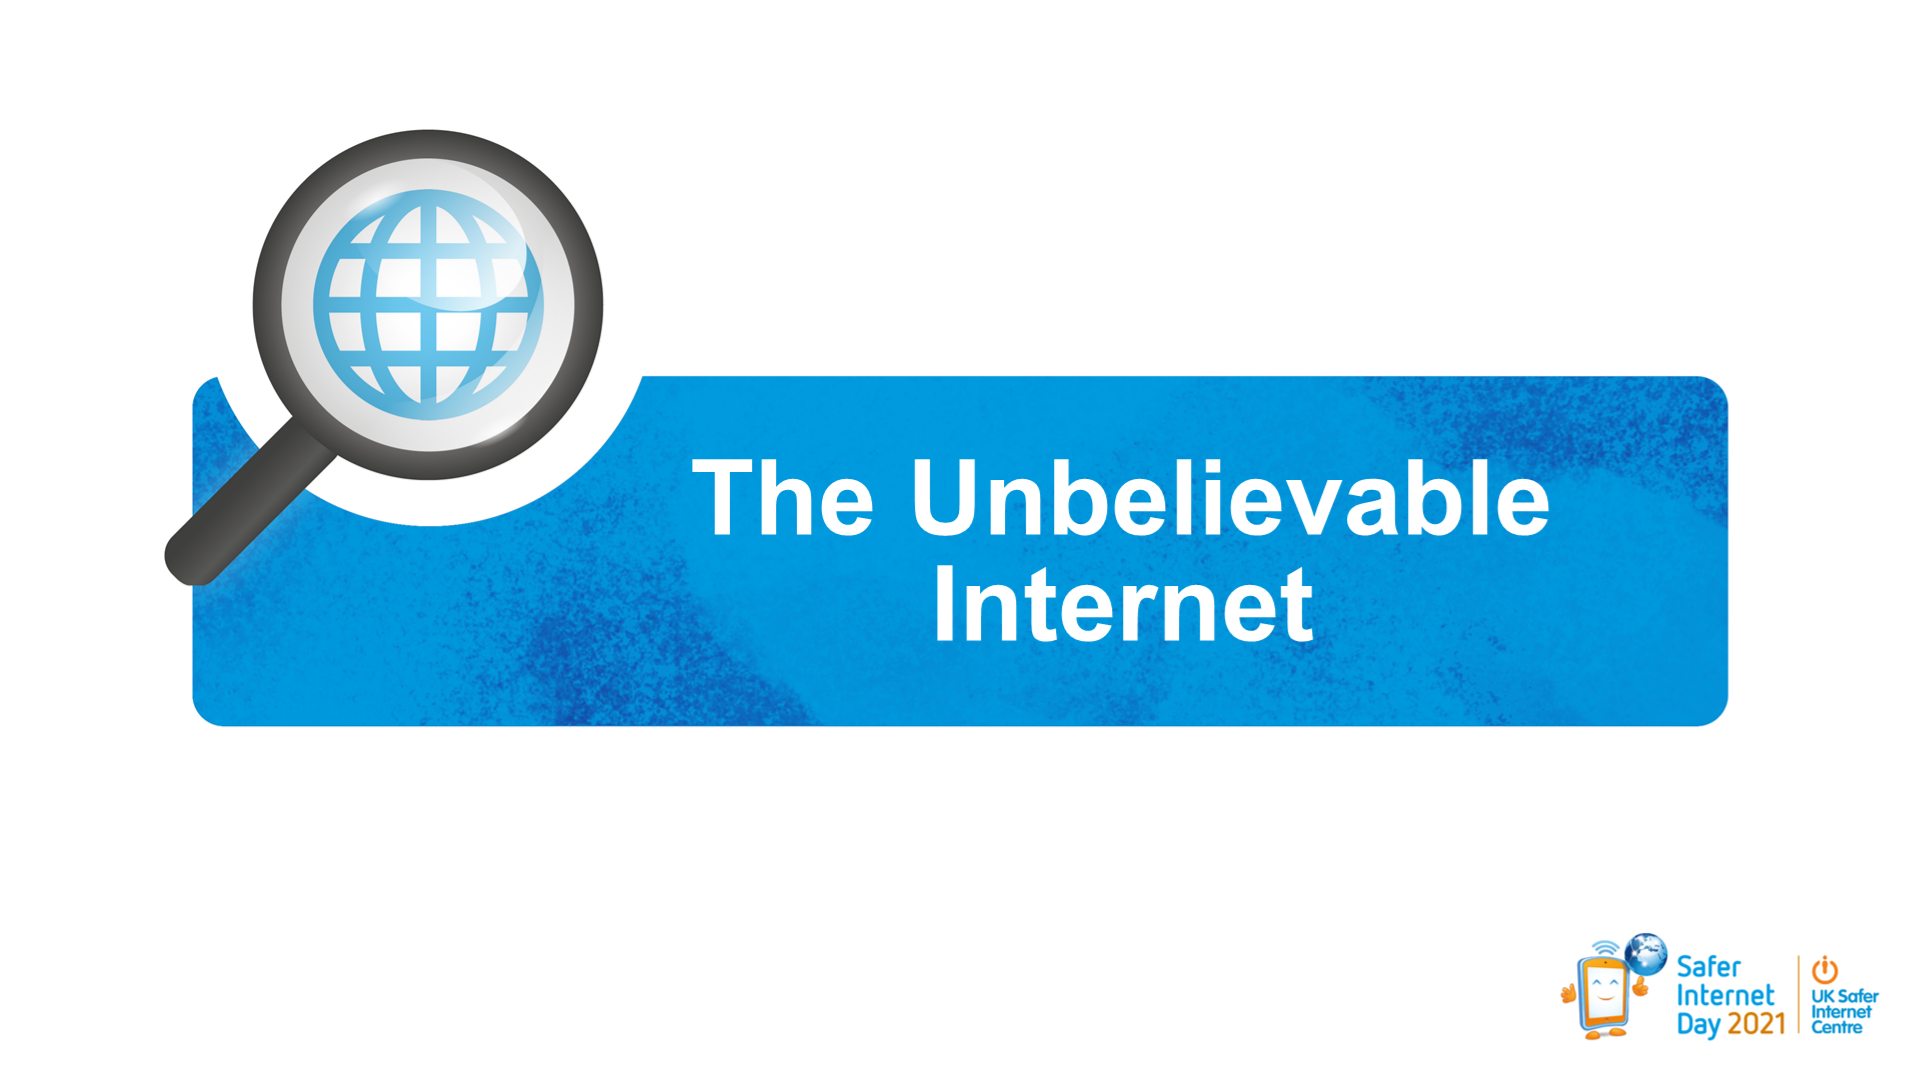 The Unbelievable
Internet
Safer
Internet
Day 2021
UK Safer
Internet
Centre